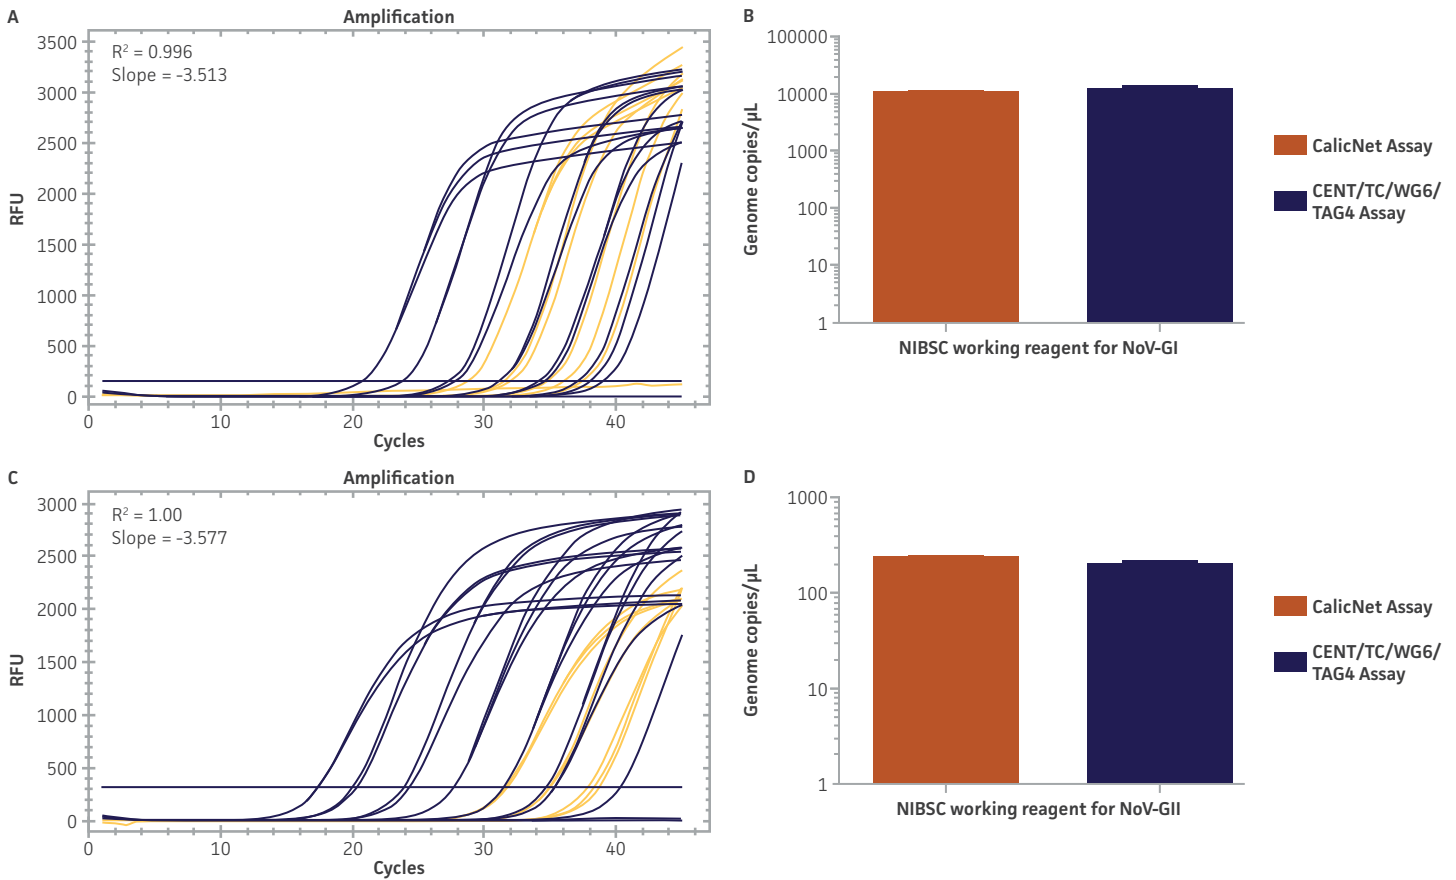 A
Amplification
R² = 0.996
Slope = -3.513
RFU
3500
3000
2500
2000
1500
1000
500
0
0
10
20
30
40
Cycles
B
Genome copies/µL
100000
10000
1000
100
10
1
NIBSC working reagent for NoV-GI
CalicNet Assay
CENT/TC/WG6/
TAG4 Assay
C
Amplification
R² = 1.00
Slope = -3.577
RFU
3000
2500
2000
1500
1000
500
0
0
10
20
30
40
Cycles
D
Genome copies/µL
1000
100
10
1
NIBSC working reagent for NoV-GII
CalicNet Assay
CENT/TC/WG6/
TAG4 Assay